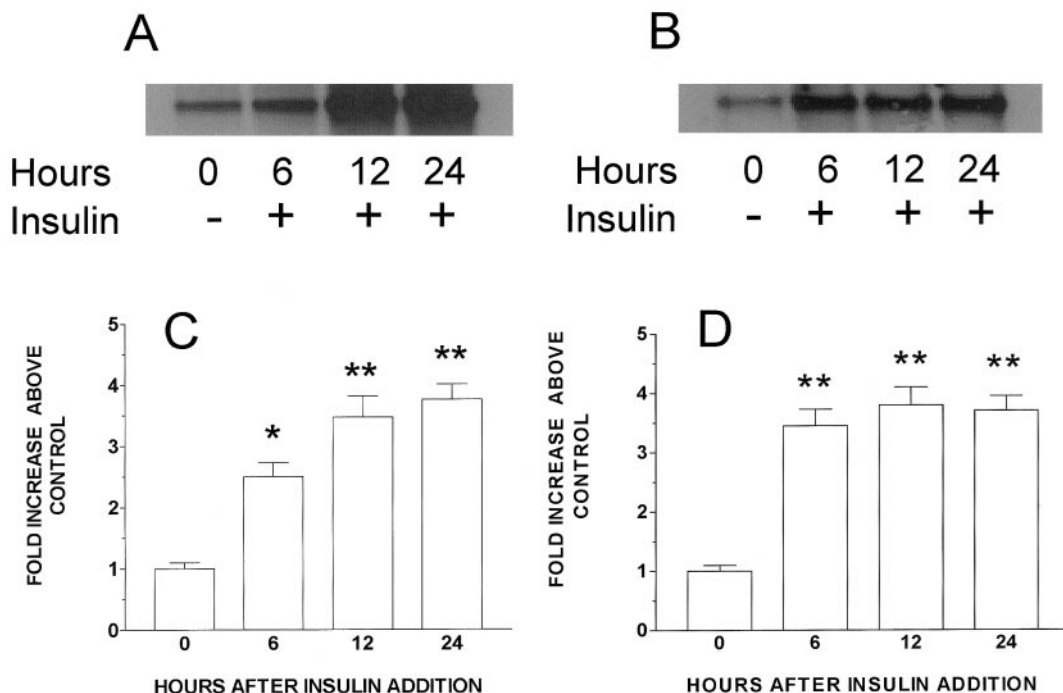 A
Hours 0 6 12 24
Insulin - + + +
B
Hours 0 6 12 24
Insulin - + + +
C
FOLD INCREASE ABOVE
CONTROL
5
4
3
2
1
0
*
**
**
0 6 12 24
HOURS AFTER INSULIN ADDITION
D
FOLD INCREASE ABOVE
CONTROL
5
4
3
2
1
0
**
**
**
0 6 12 24
HOURS AFTER INSULIN ADDITION